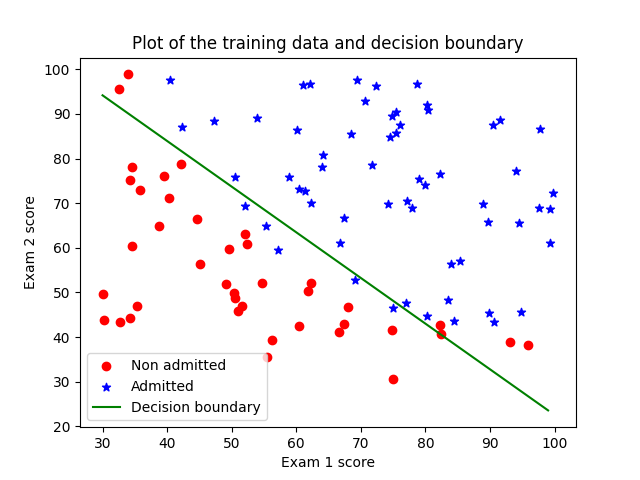 Plot of the training data and decision boundary
100
90
80
70
60
50
40
30
20
Exam 2 score
Non admitted
Admitted
Decision boundary
30 40 50 60 70 80 90 100
Exam 1 score